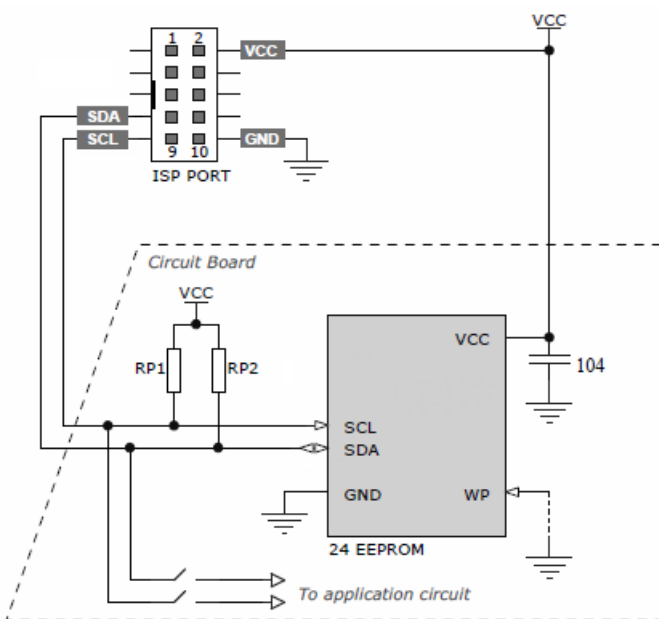 VCC
1 2
VCC
SDA
SCL
GND
9 10
ISP PORT
Circuit Board
VCC
RP1
RP2
VCC
104
SCL
SDA
GND
WP
24 EEPROM
To application circuit